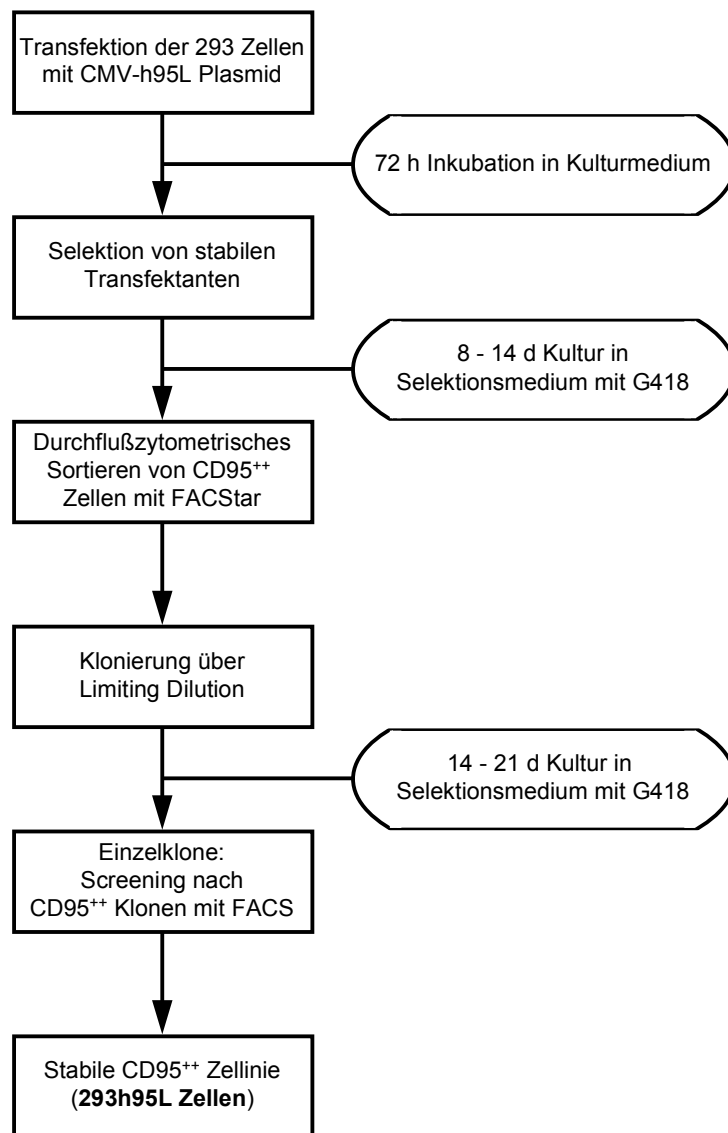 Transfektion der 293 Zellen
mit CMV-h95L Plasmid
72 h Inkubation in Kulturmedium
Selektion von stabilen
Transfektanten
8 - 14 d Kultur in
Selektionsmedium mit G418
Durchflußzytometrisches
Sortieren von CD95⁺⁺
Zellen mit FACStar
Klonierung über
Limiting Dilution
14 - 21 d Kultur in
Selektionsmedium mit G418
Einzelklone:
Screening nach
CD95⁺⁺ Klonen mit FACS
Stabile CD95⁺⁺ Zellinie
(293h95L Zellen)